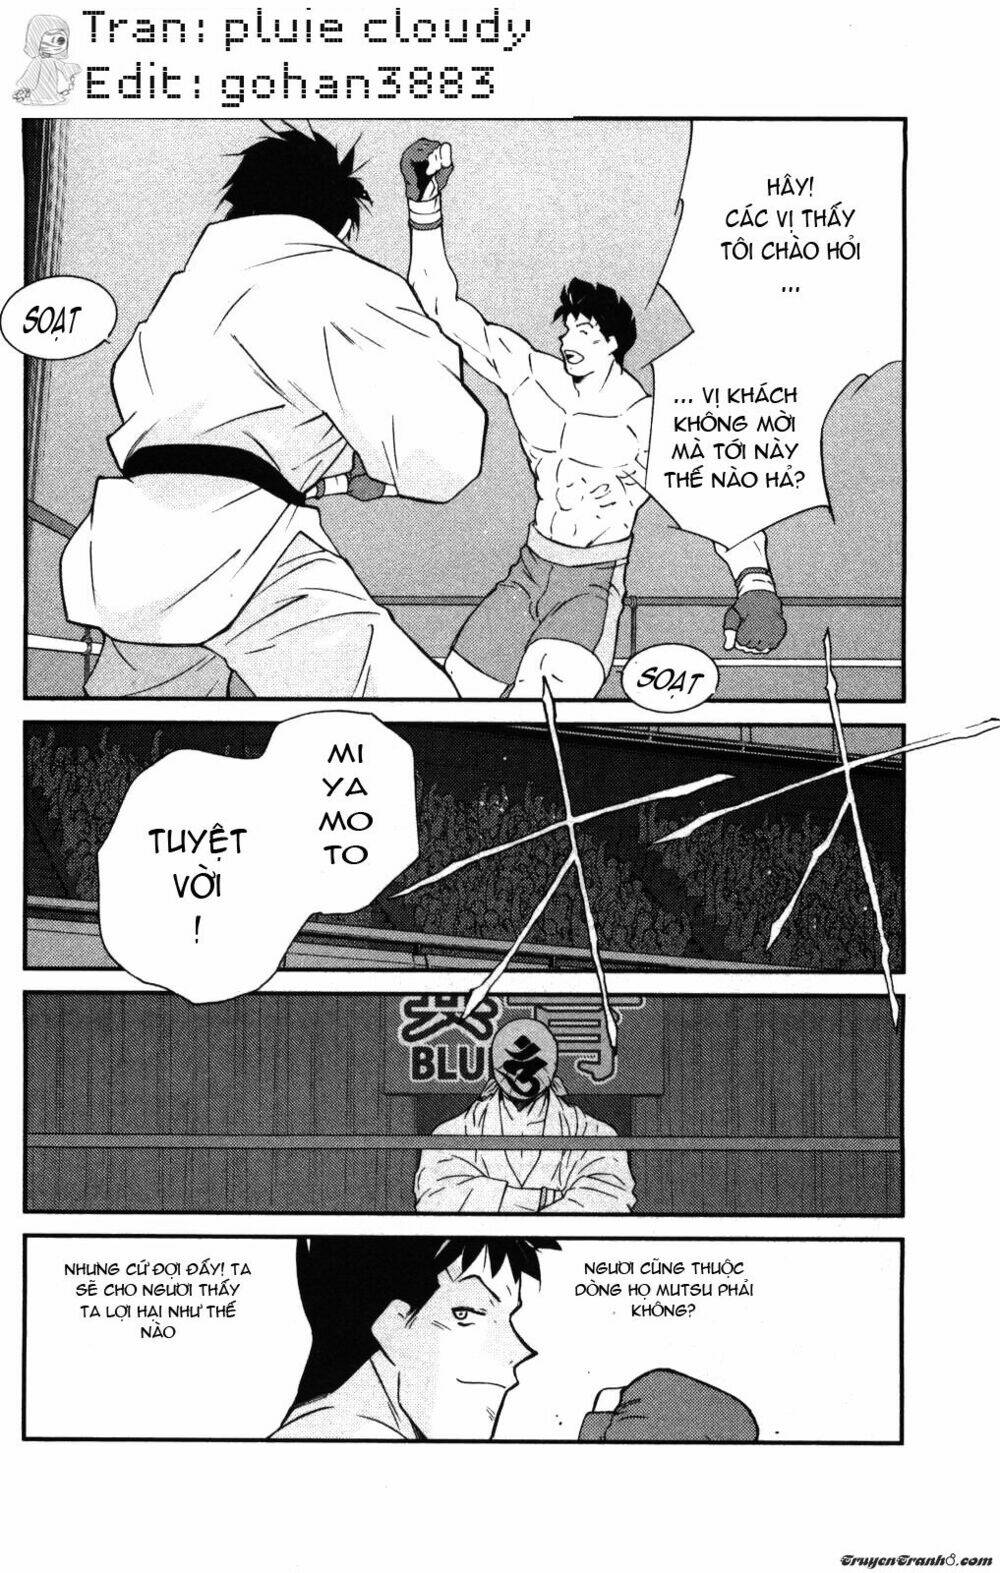 Tran: pluie cloudy
Edit: gohan3883
HÂY!
CÁC VỊ THẤY
TÔI CHÀO HỎI
...
SOẠT
... VỊ KHÁCH
KHÔNG MỜI
MÀ TỚI NÀY
THẾ NÀO HẢ?
SOẠT
MI
YA
MO
TO
TUYỆT
VỜI
!
BLU
NHƯNG CỨ ĐỢI ĐẤY! TA
SẼ CHO NGƯƠI THẤY
TA LỢI HẠI NHƯ THẾ
NÀO
NGƯƠI CŨNG THUỘC
DÒNG HỌ MUTSU PHẢI
KHÔNG?
TruyenTranh8.com